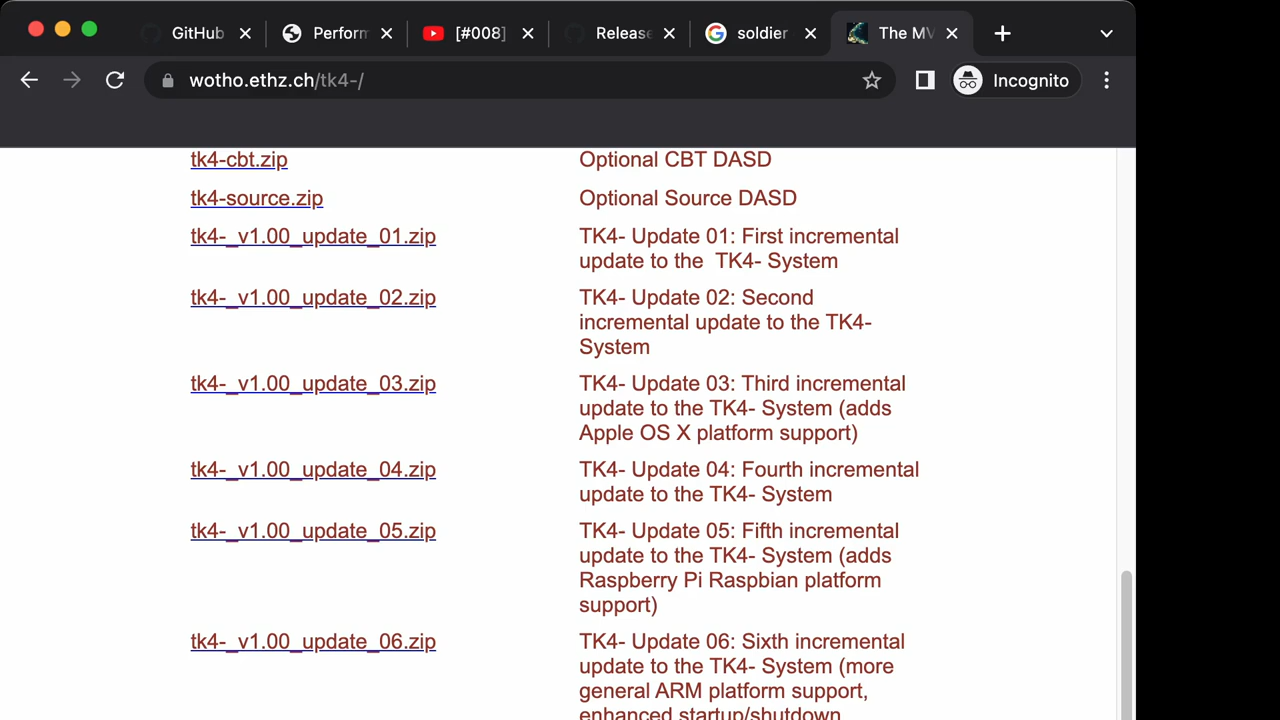 GitHub
Perform
[#008]
Release
soldier
The MV
wotho.ethz.ch/tk4-/
Incognito
tk4-cbt.zip Optional CBT DASD
tk4-source.zip Optional Source DASD
tk4-_v1.00_update_01.zip TK4- Update 01: First incremental
update to the TK4- System
tk4-_v1.00_update_02.zip TK4- Update 02: Second
incremental update to the TK4-
System
tk4-_v1.00_update_03.zip TK4- Update 03: Third incremental
update to the TK4- System (adds
Apple OS X platform support)
tk4-_v1.00_update_04.zip TK4- Update 04: Fourth incremental
update to the TK4- System
tk4-_v1.00_update_05.zip TK4- Update 05: Fifth incremental
update to the TK4- System (adds
Raspberry Pi Raspbian platform
support)
tk4-_v1.00_update_06.zip TK4- Update 06: Sixth incremental
update to the TK4- System (more
general ARM platform support,
enhanced startup/shutdown